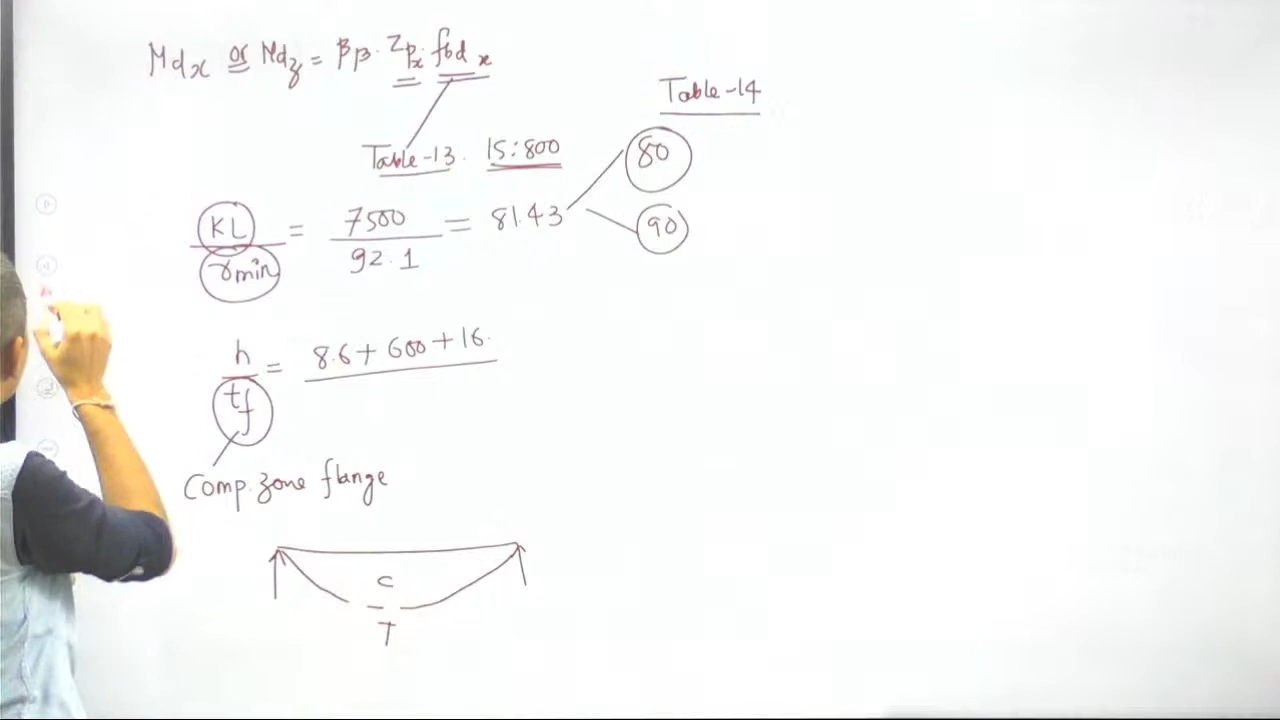 Mdx or Mdz = βb. Zpx. fbd x
Table-14
Table-13. 15:800
80
KL / rmin = 7500 / 92.1 = 81.43
90
h / tf = 8.6 + 600 + 16.
Comp. zone flange
C
T